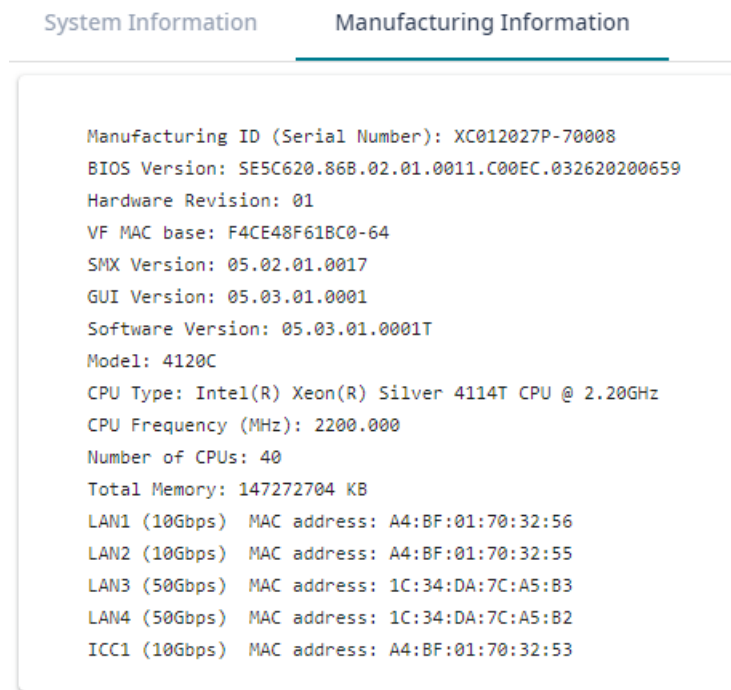 System Information
Manufacturing Information
Manufacturing ID (Serial Number): XC012027P-70008
BIOS Version: SE5C620.86B.02.01.0011.C00EC.032620200659
Hardware Revision: 01
VF MAC base: F4CE48F61BC0-64
SMX Version: 05.02.01.0017
GUI Version: 05.03.01.0001
Software Version: 05.03.01.0001T
Model: 4120C
CPU Type: Intel(R) Xeon(R) Silver 4114T CPU @ 2.20GHz
CPU Frequency (MHz): 2200.000
Number of CPUs: 40
Total Memory: 147272704 KB
LAN1 (10Gbps)  MAC address: A4:BF:01:70:32:56
LAN2 (10Gbps)  MAC address: A4:BF:01:70:32:55
LAN3 (50Gbps)  MAC address: 1C:34:DA:7C:A5:B3
LAN4 (50Gbps)  MAC address: 1C:34:DA:7C:A5:B2
ICC1 (10Gbps)  MAC address: A4:BF:01:70:32:53